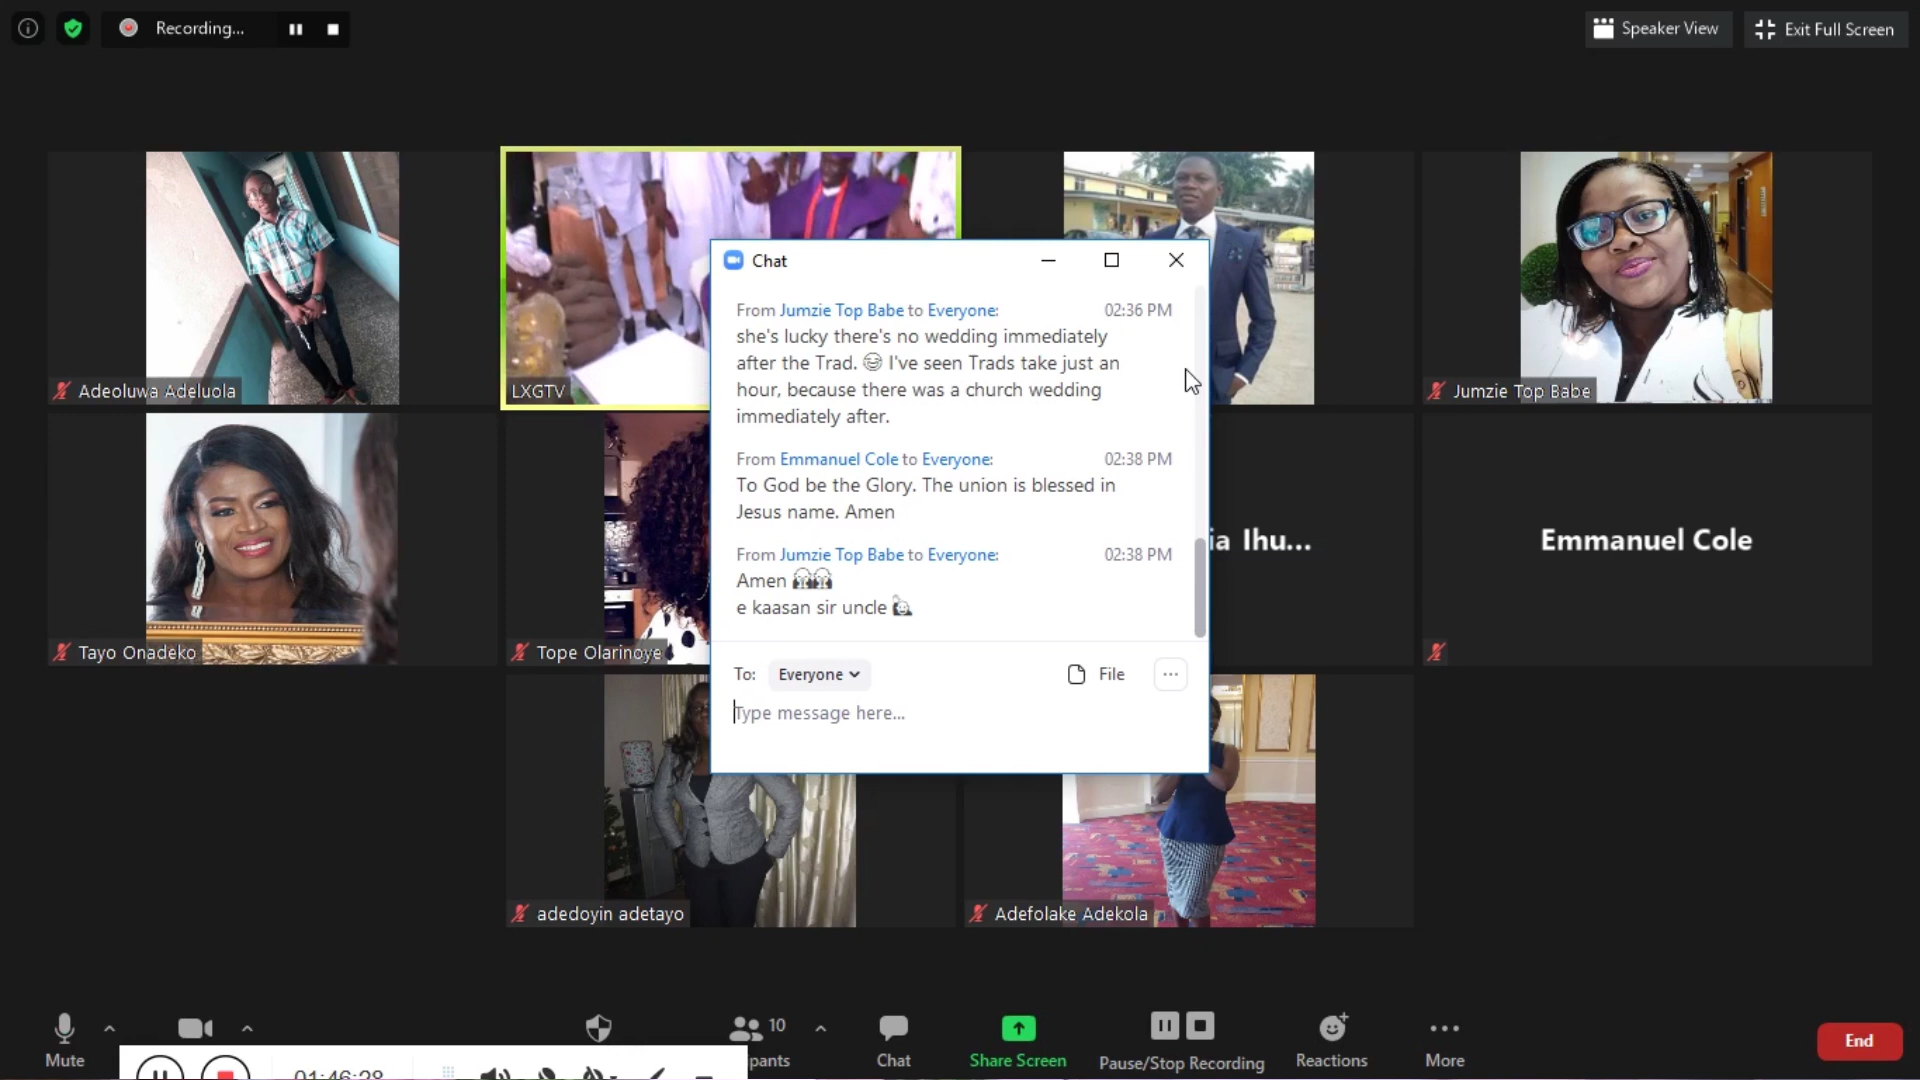 Recording...
Speaker View
Exit Full Screen
Adeoluwa Adeluola
LXGTV
Jumzie Top Babe
Chat
From Jumzie Top Babe to Everyone: 02:36 PM
she's lucky there's no wedding immediately
after the Trad. 😅 I've seen Trads take just an
hour, because there was a church wedding
immediately after.
From Emmanuel Cole to Everyone: 02:38 PM
To God be the Glory. The union is blessed in
Jesus name. Amen
From Jumzie Top Babe to Everyone: 02:38 PM
Amen
e kaasan sir uncle
To: Everyone
File
Type message here...
Tayo Onadeko
Tope Olarinoye
ia Ihu...
Emmanuel Cole
adedoyin adetayo
Adefolake Adekola
Mute
10
pants
Chat
Share Screen
Pause/Stop Recording
Reactions
More
End